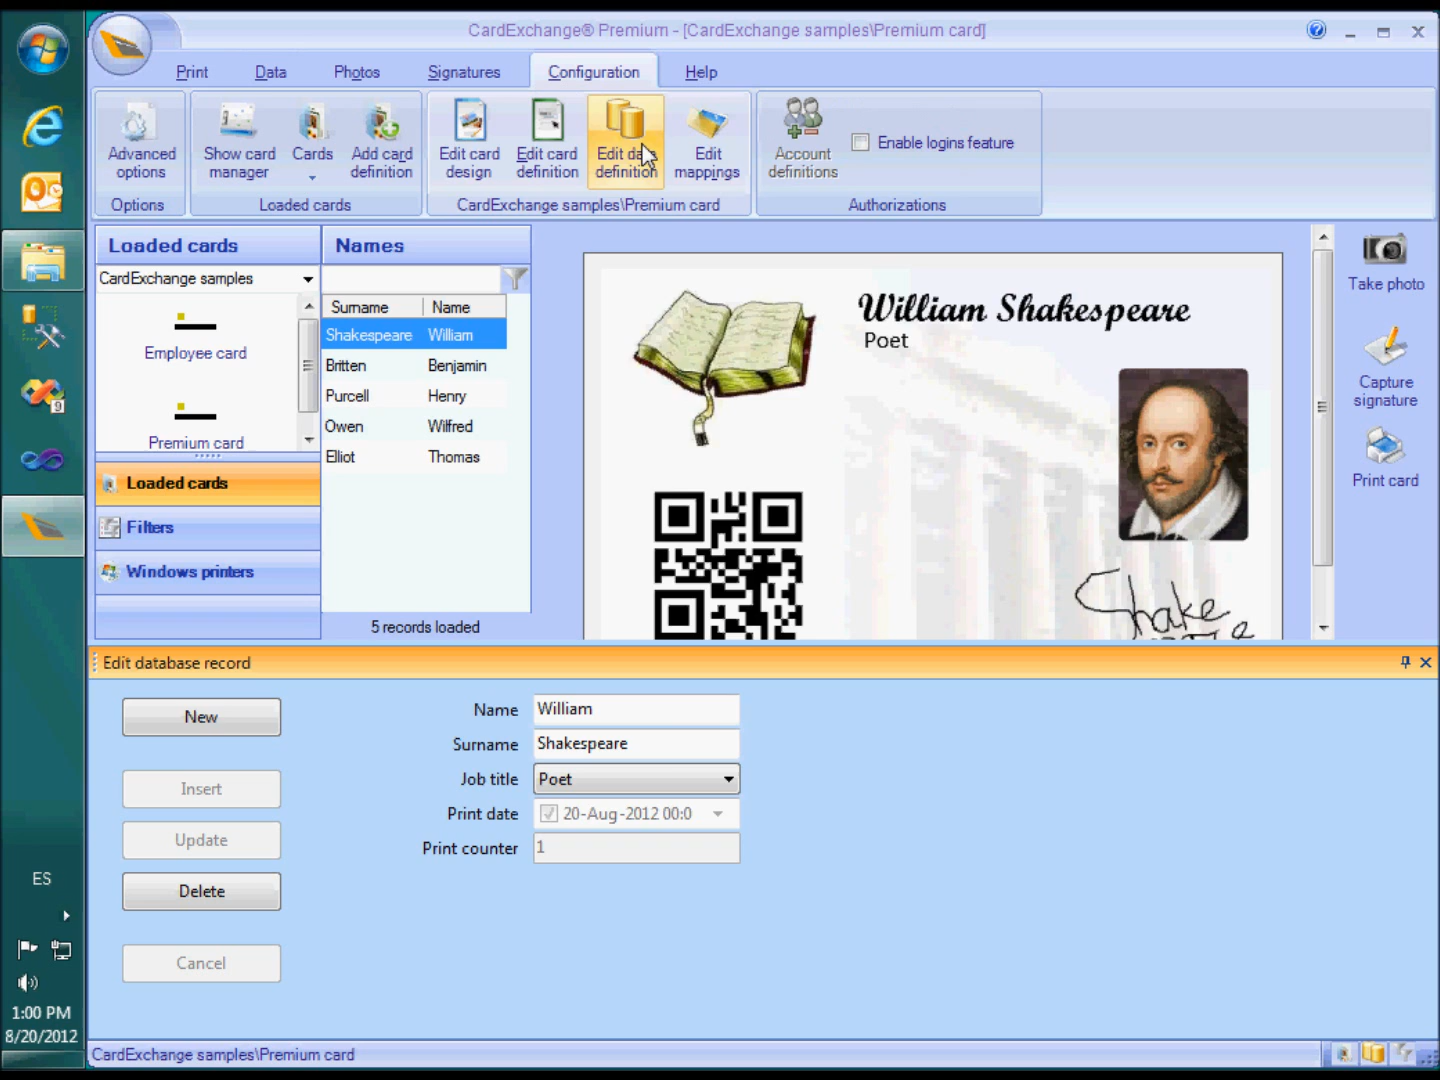 CardExchange® Premium - [CardExchange samples\Premium card]
Print Data Photos Signatures Configuration Help
Advanced options
Show card manager
Cards
Add card definition
Edit card design
Edit card definition
Edit data definition
Edit mappings
Account definitions
Enable logins feature
Options
Loaded cards
CardExchange samples\Premium card
Authorizations
Loaded cards
CardExchange samples
Employee card
Premium card
Loaded cards
Filters
Windows printers
Names
Surname Name
Shakespeare William
Britten Benjamin
Purcell Henry
Owen Wilfred
Elliot Thomas
5 records loaded
William Shakespeare
Poet
Shake
Take photo
Capture signature
Print card
Edit database record
New
Insert
Update
Delete
Cancel
Name William
Surname Shakespeare
Job title Poet
Print date 20-Aug-2012 00:0
Print counter 1
CardExchange samples\Premium card
9
ES
1:00 PM
8/20/2012